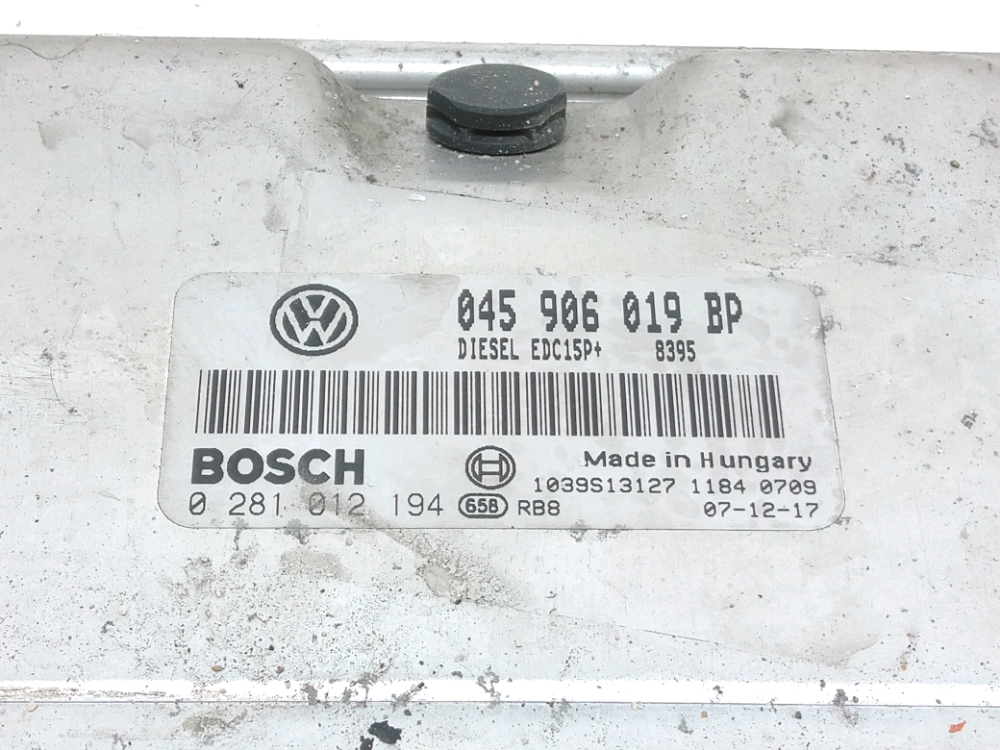 045 906 019 BP
DIESEL EDC15P+ 8395
BOSCH
Made in Hungary
1039S13127 1184 0709
0 281 012 194 658 RB8 07-12-17